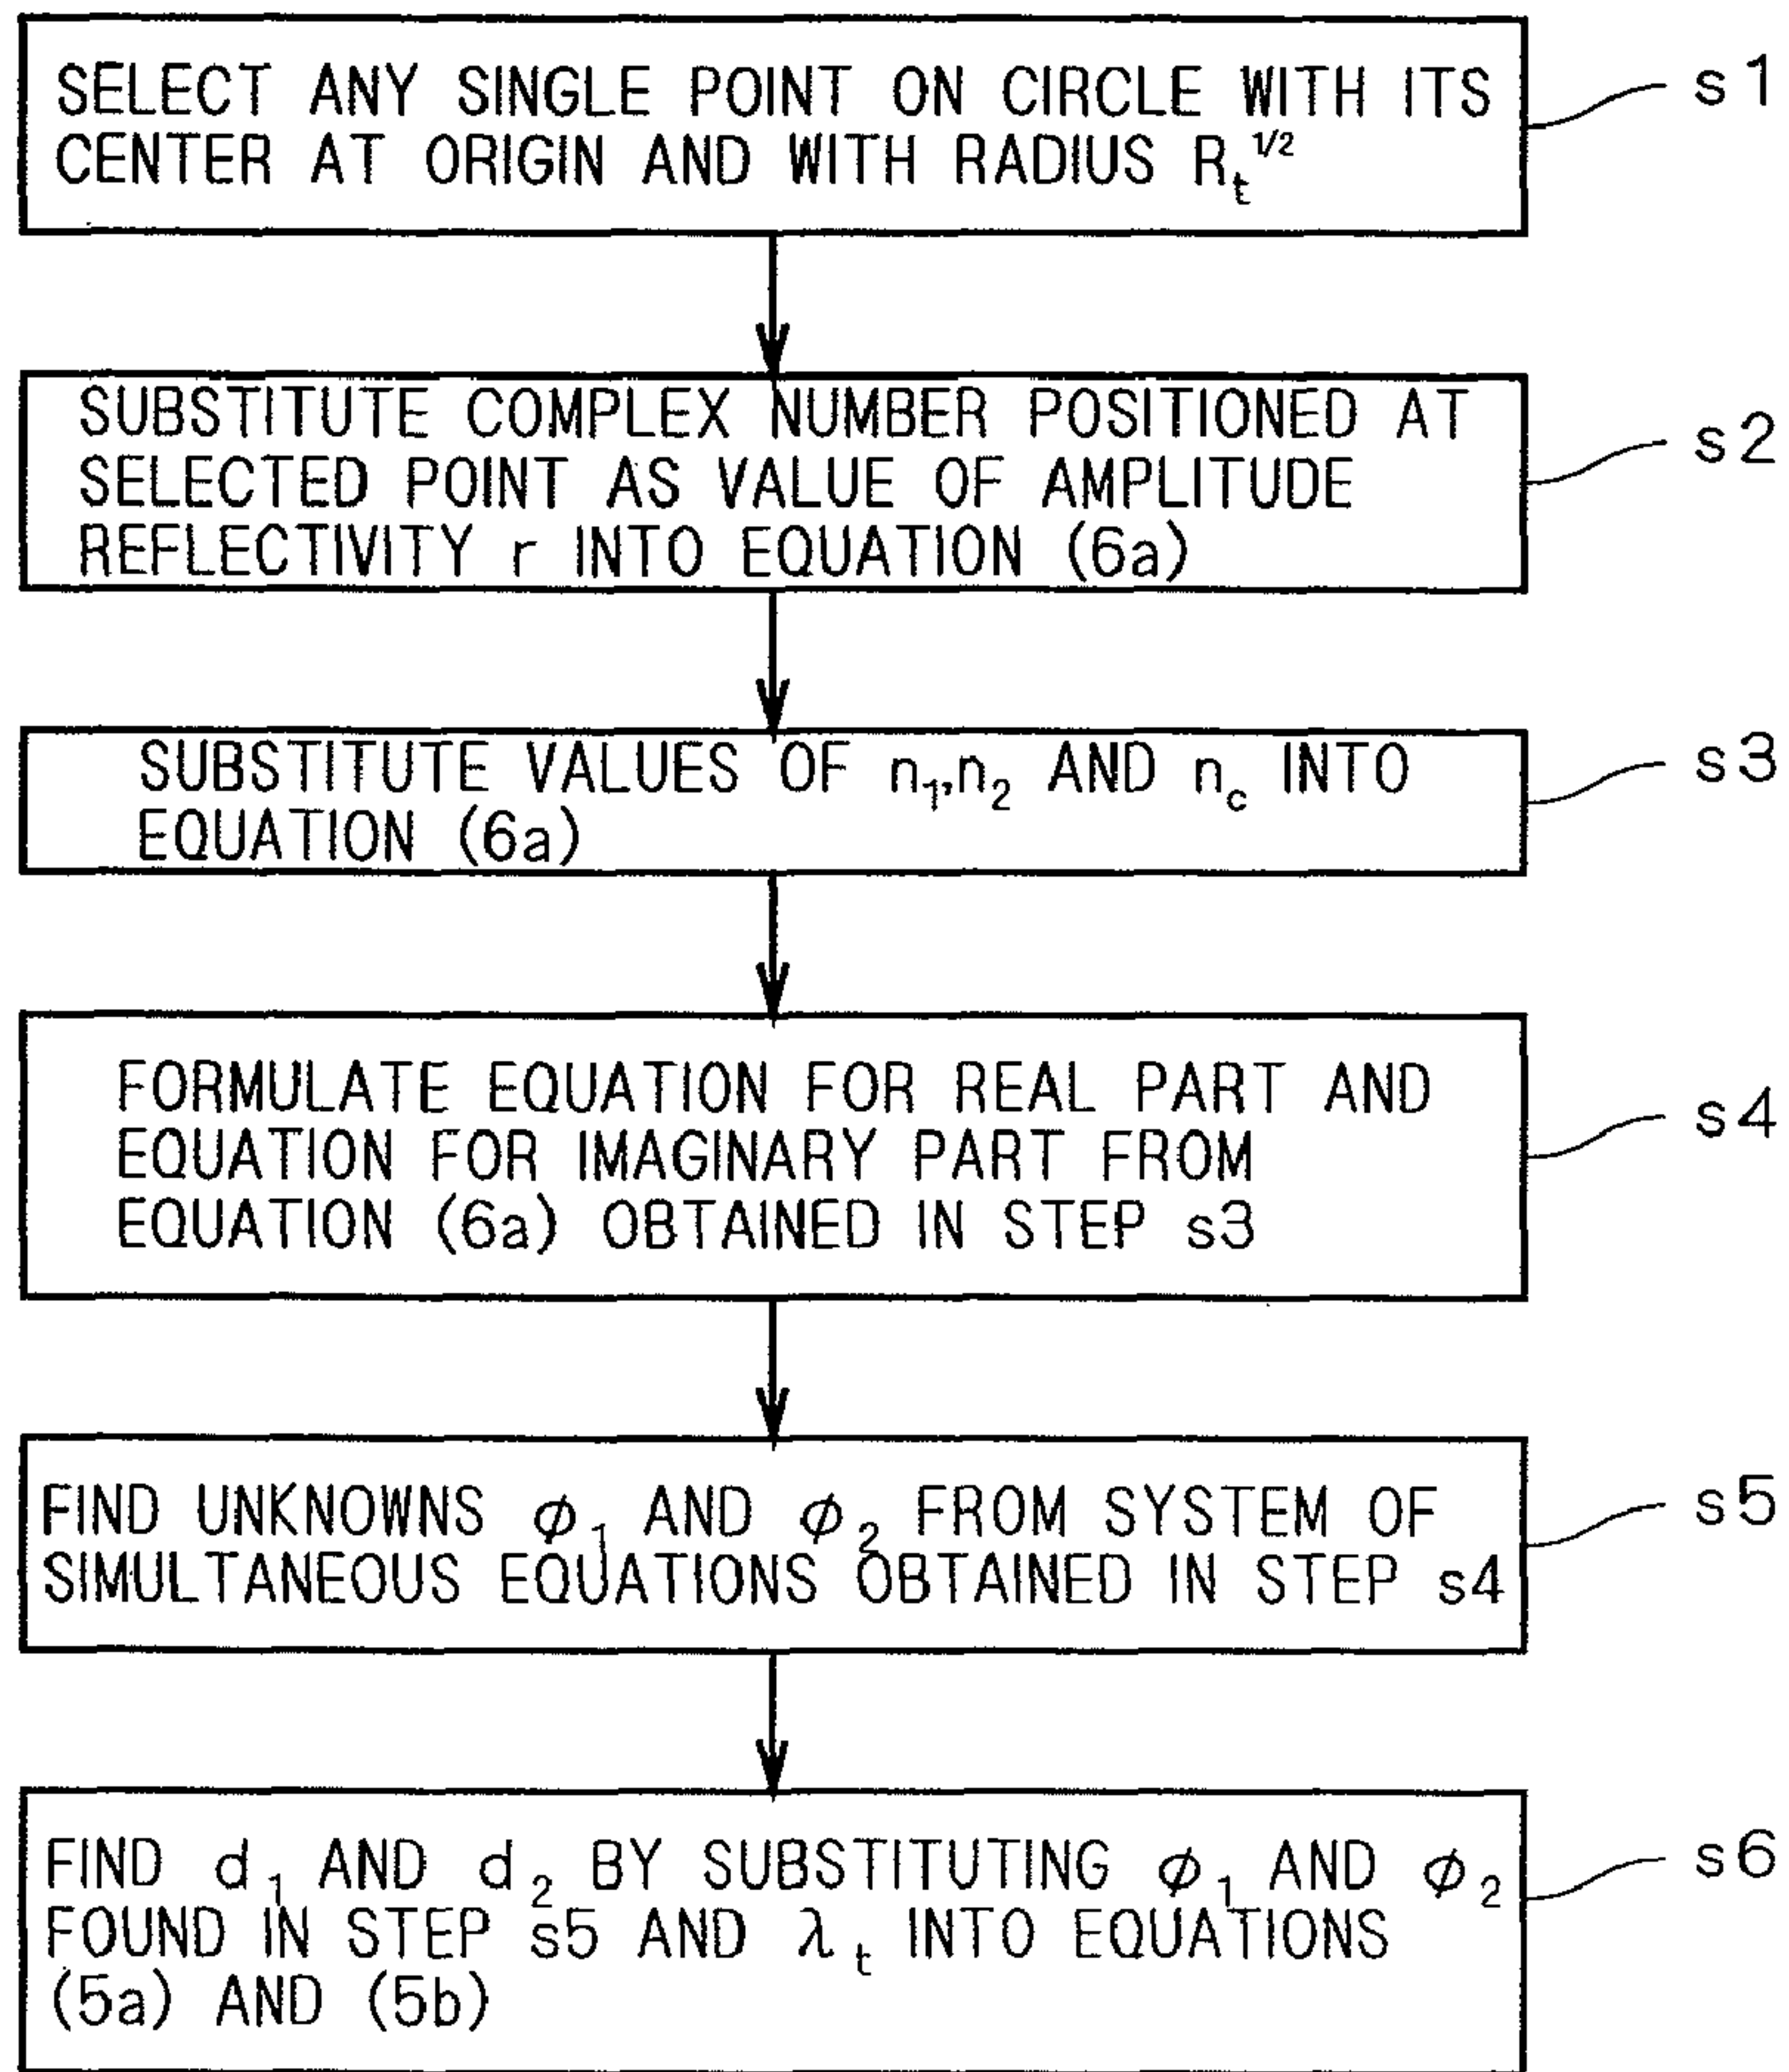 SELECT ANY SINGLE POINT ON CIRCLE WITH ITS
CENTER AT ORIGIN AND WITH RADIUS Rₜ^1/2
s1
SUBSTITUTE COMPLEX NUMBER POSITIONED AT
SELECTED POINT AS VALUE OF AMPLITUDE
REFLECTIVITY r INTO EQUATION (6a)
s2
SUBSTITUTE VALUES OF n₁,n₂ AND n_c INTO
EQUATION (6a)
s3
FORMULATE EQUATION FOR REAL PART AND
EQUATION FOR IMAGINARY PART FROM
EQUATION (6a) OBTAINED IN STEP s3
s4
FIND UNKNOWNS ϕ₁ AND ϕ₂ FROM SYSTEM OF
SIMULTANEOUS EQUATIONS OBTAINED IN STEP s4
s5
FIND d₁ AND d₂ BY SUBSTITUTING ϕ₁ AND ϕ₂
FOUND IN STEP s5 AND λₜ INTO EQUATIONS
(5a) AND (5b)
s6